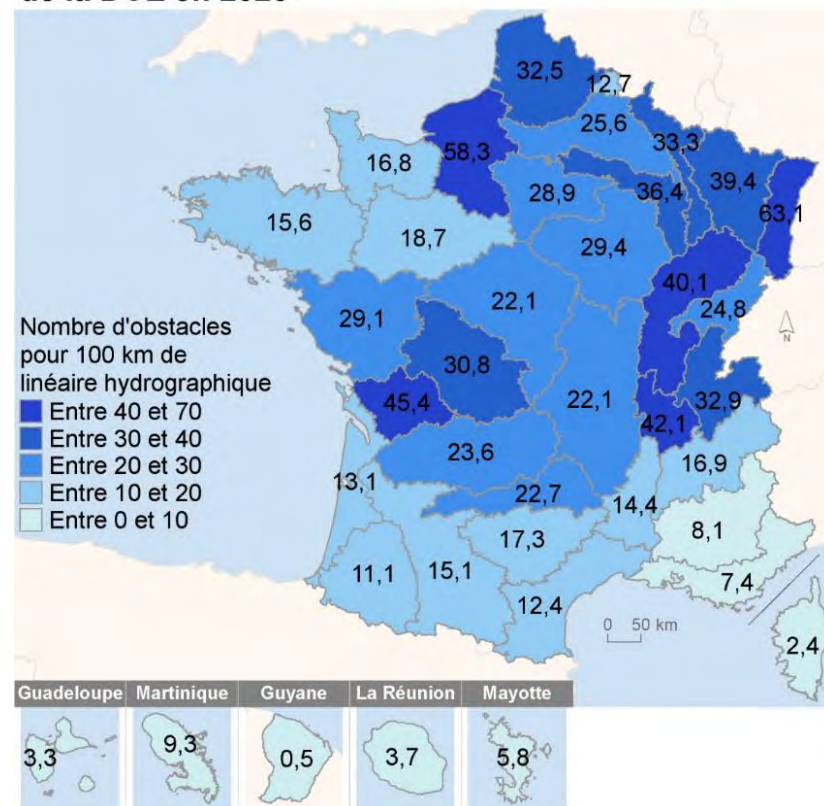 32,5
12,7
25,6
33,3
58,3
16,8
39,4
28,9
36,4
63,1
15,6
18,7
29,4
40,1
24,8
29,1
22,1
30,8
45,4
22,1
42,1
32,9
23,6
16,9
13,1
22,7
14,4
8,1
17,3
11,1
15,1
7,4
12,4
2,4
Nombre d'obstacles
pour 100 km de
linéaire hydrographique
Entre 40 et 70
Entre 30 et 40
Entre 20 et 30
Entre 10 et 20
Entre 0 et 10
N
0 50 km
Guadeloupe Martinique Guyane La Réunion Mayotte
3,3 9,3 0,5 3,7 5,8